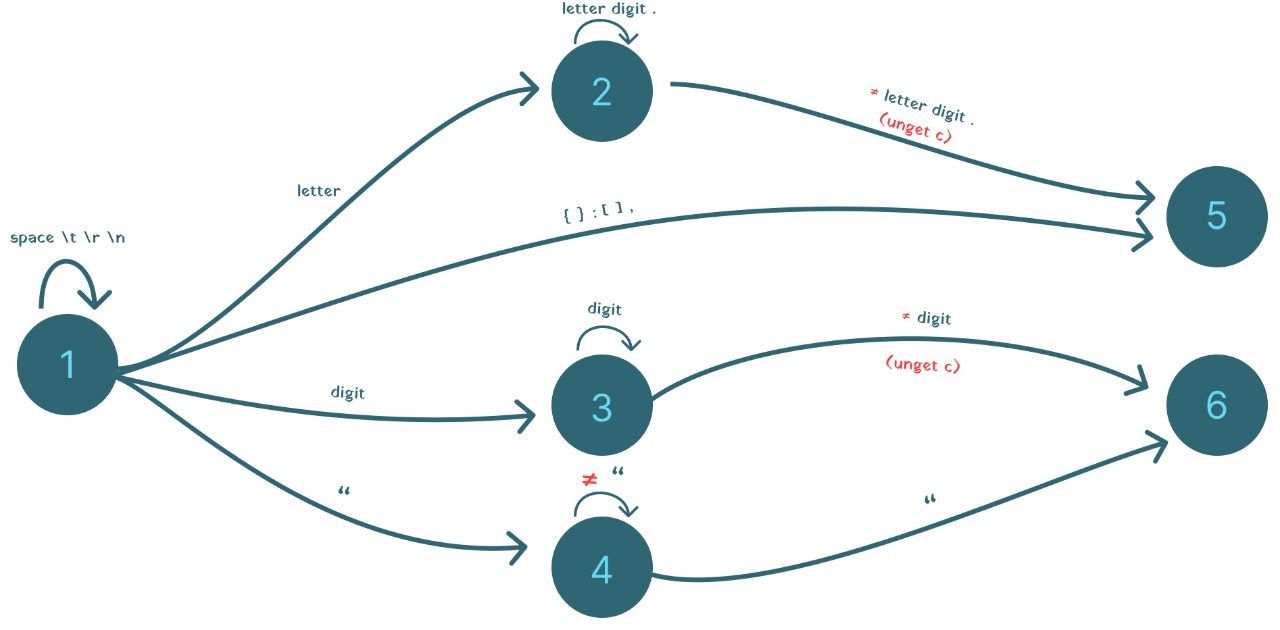 letter digit .
2
≠ letter digit .
(unget c)
letter
{ } : [ ] ,
5
space \t \r \n
1
digit
≠ digit
(unget c)
digit
3
6
≠ “
“
“
4